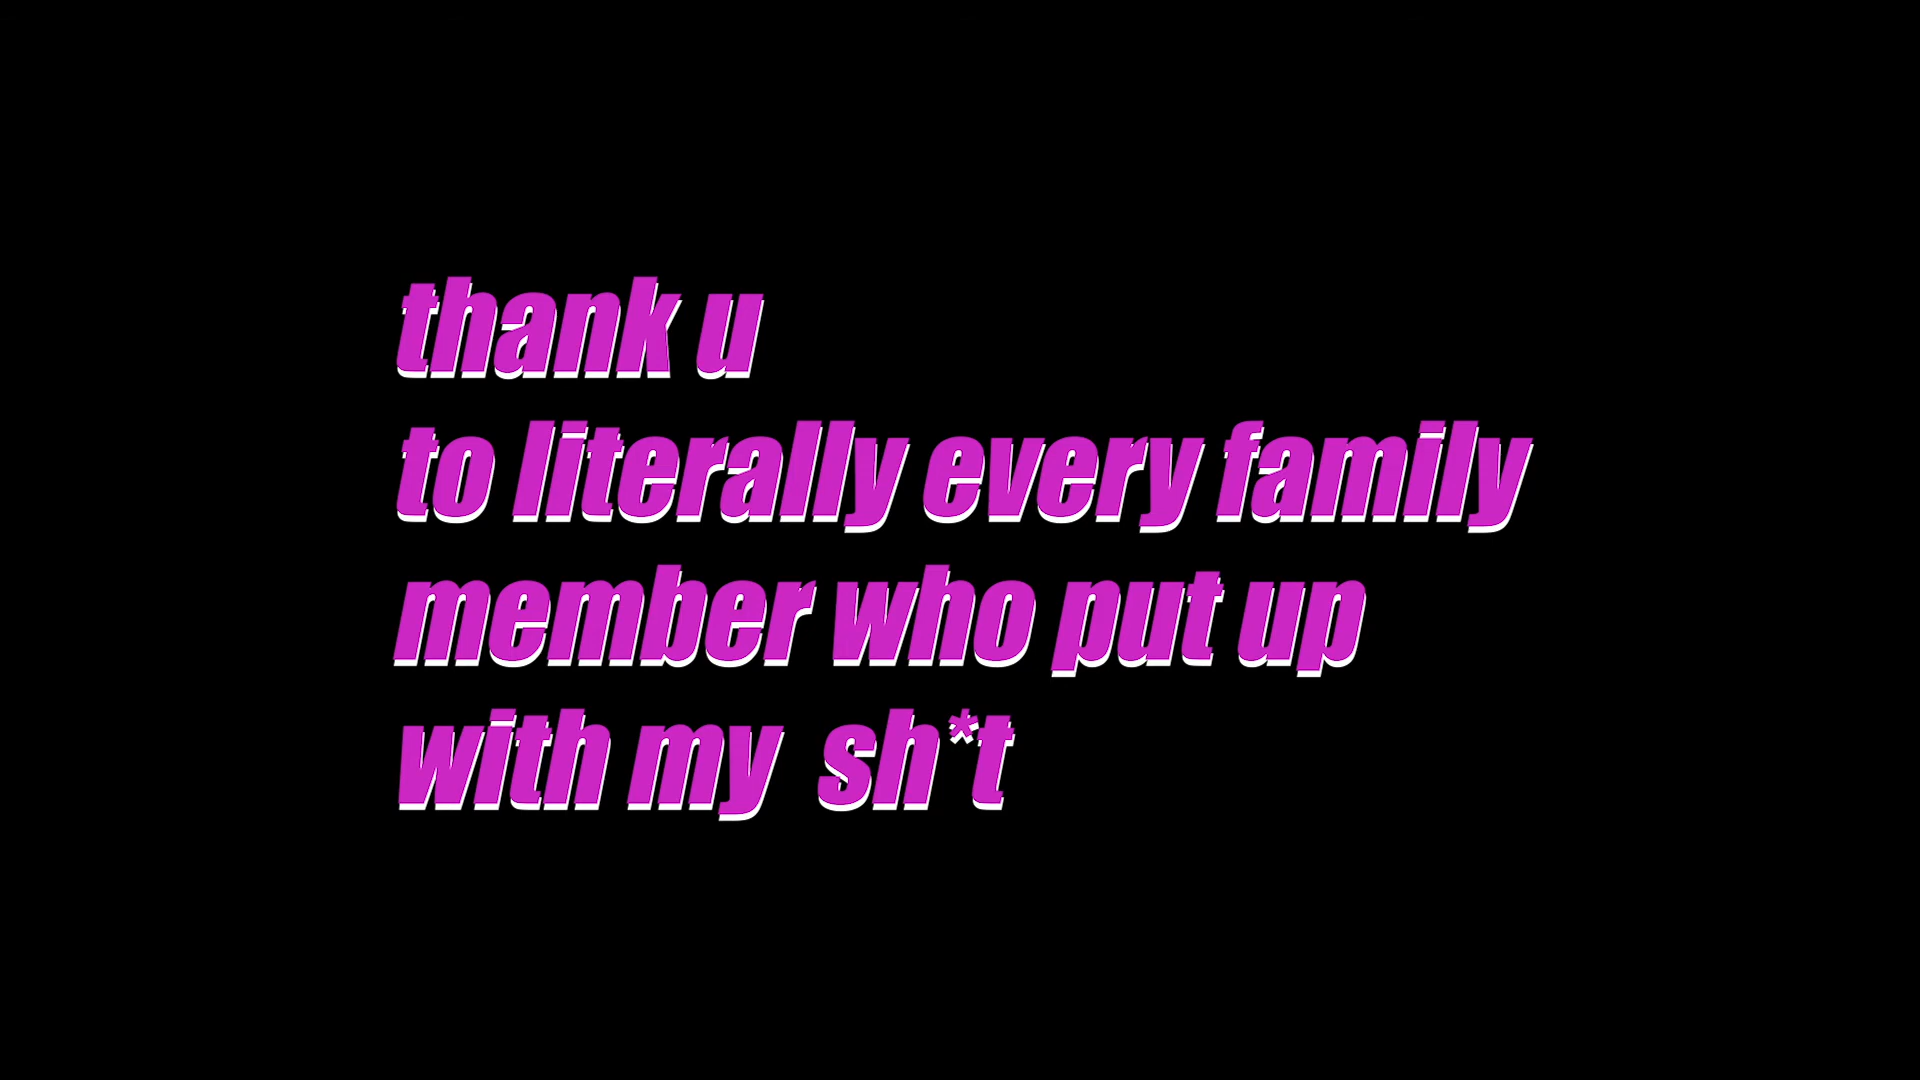 thank u
to literally every family
member who put up
with my  sh*t